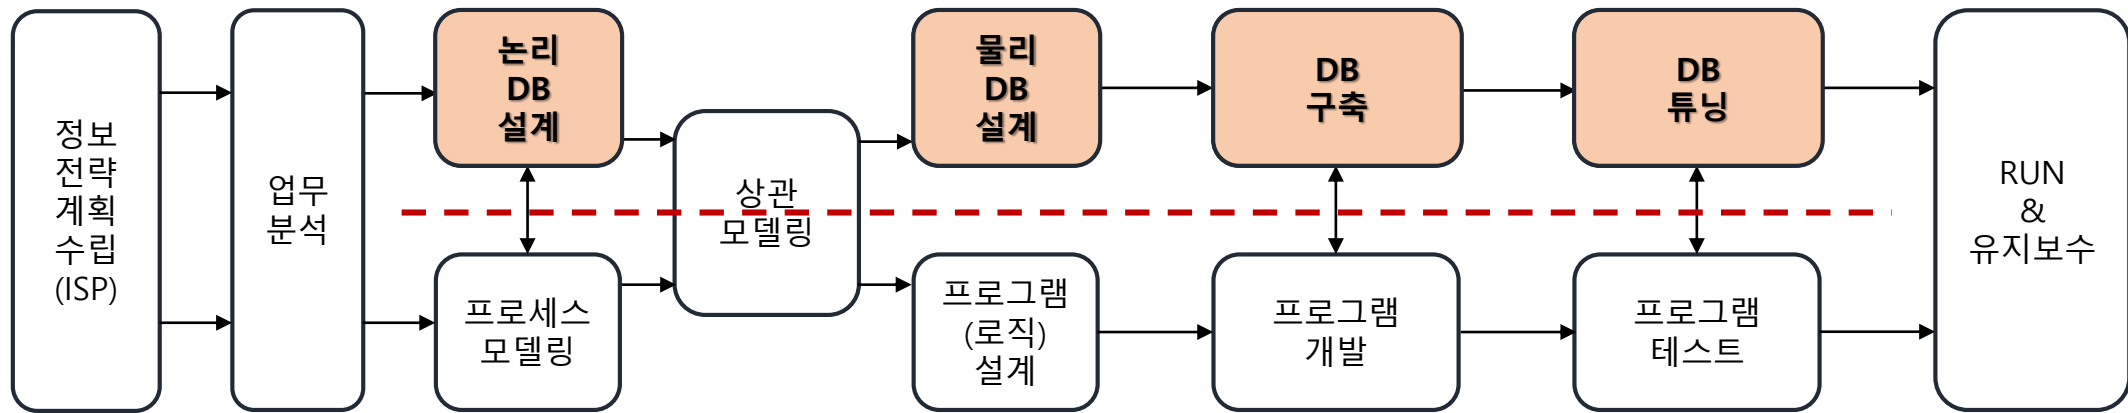 정보
전략
계획
수립
(ISP)
업무
분석
논리
DB
설계
프로세스
모델링
상관
모델링
물리
DB
설계
프로그램
(로직)
설계
DB
구축
프로그램
개발
DB
튜닝
프로그램
테스트
RUN
&
유지보수